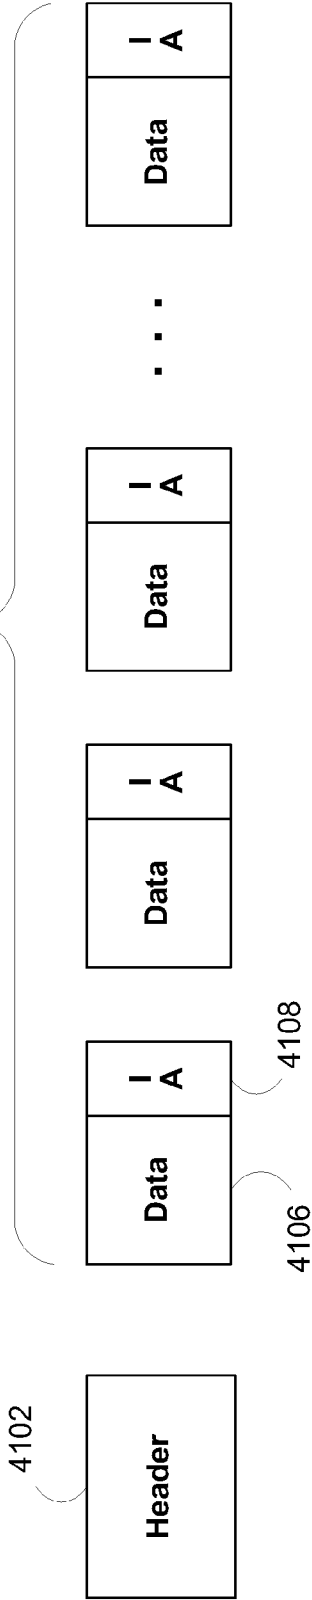 4102
Header
Data
I
A
Data
I
A
Data
I
A
. . .
Data
I
A
4106
4108